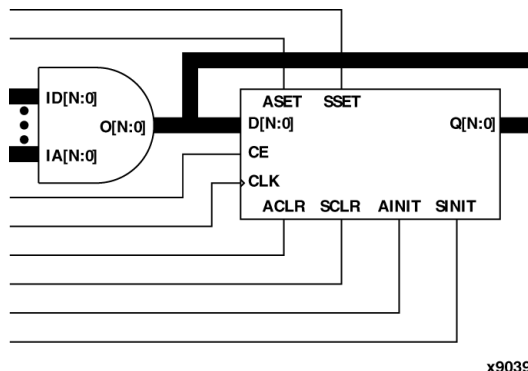 ASET SSET
ID[N:0]
O[N:0]
D[N:0]
Q[N:0]
IA[N:0]
CE
CLK
ACLR SCLR AINIT SINIT
x9039